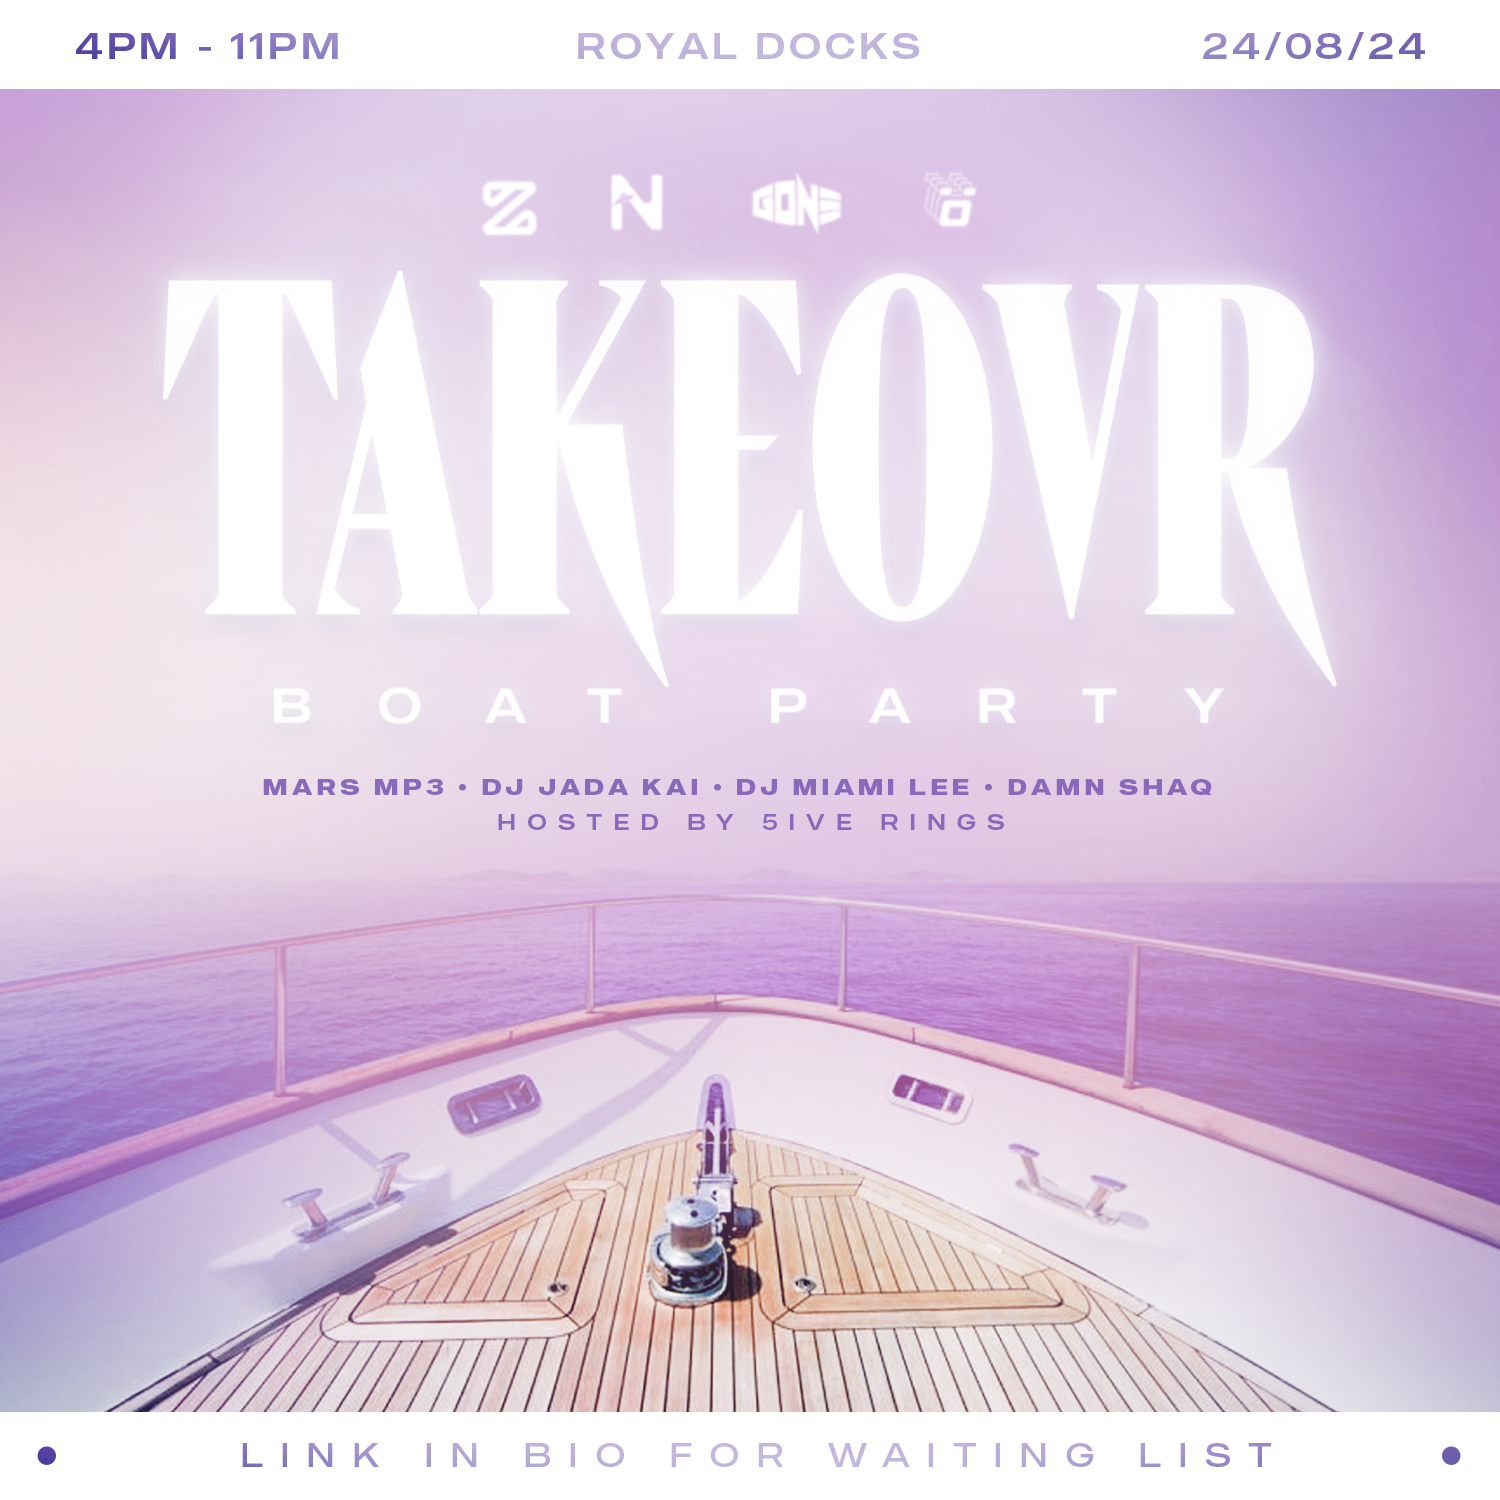 4PM - 11PM
ROYAL DOCKS
24/08/24
Z N GONE
TAKEOVR
BOAT PARTY
MARS MP3 • DJ JADA KAI • DJ MIAMI LEE • DAMN SHAQ
HOSTED BY 5IVE RINGS
• LINK IN BIO FOR WAITING LIST •